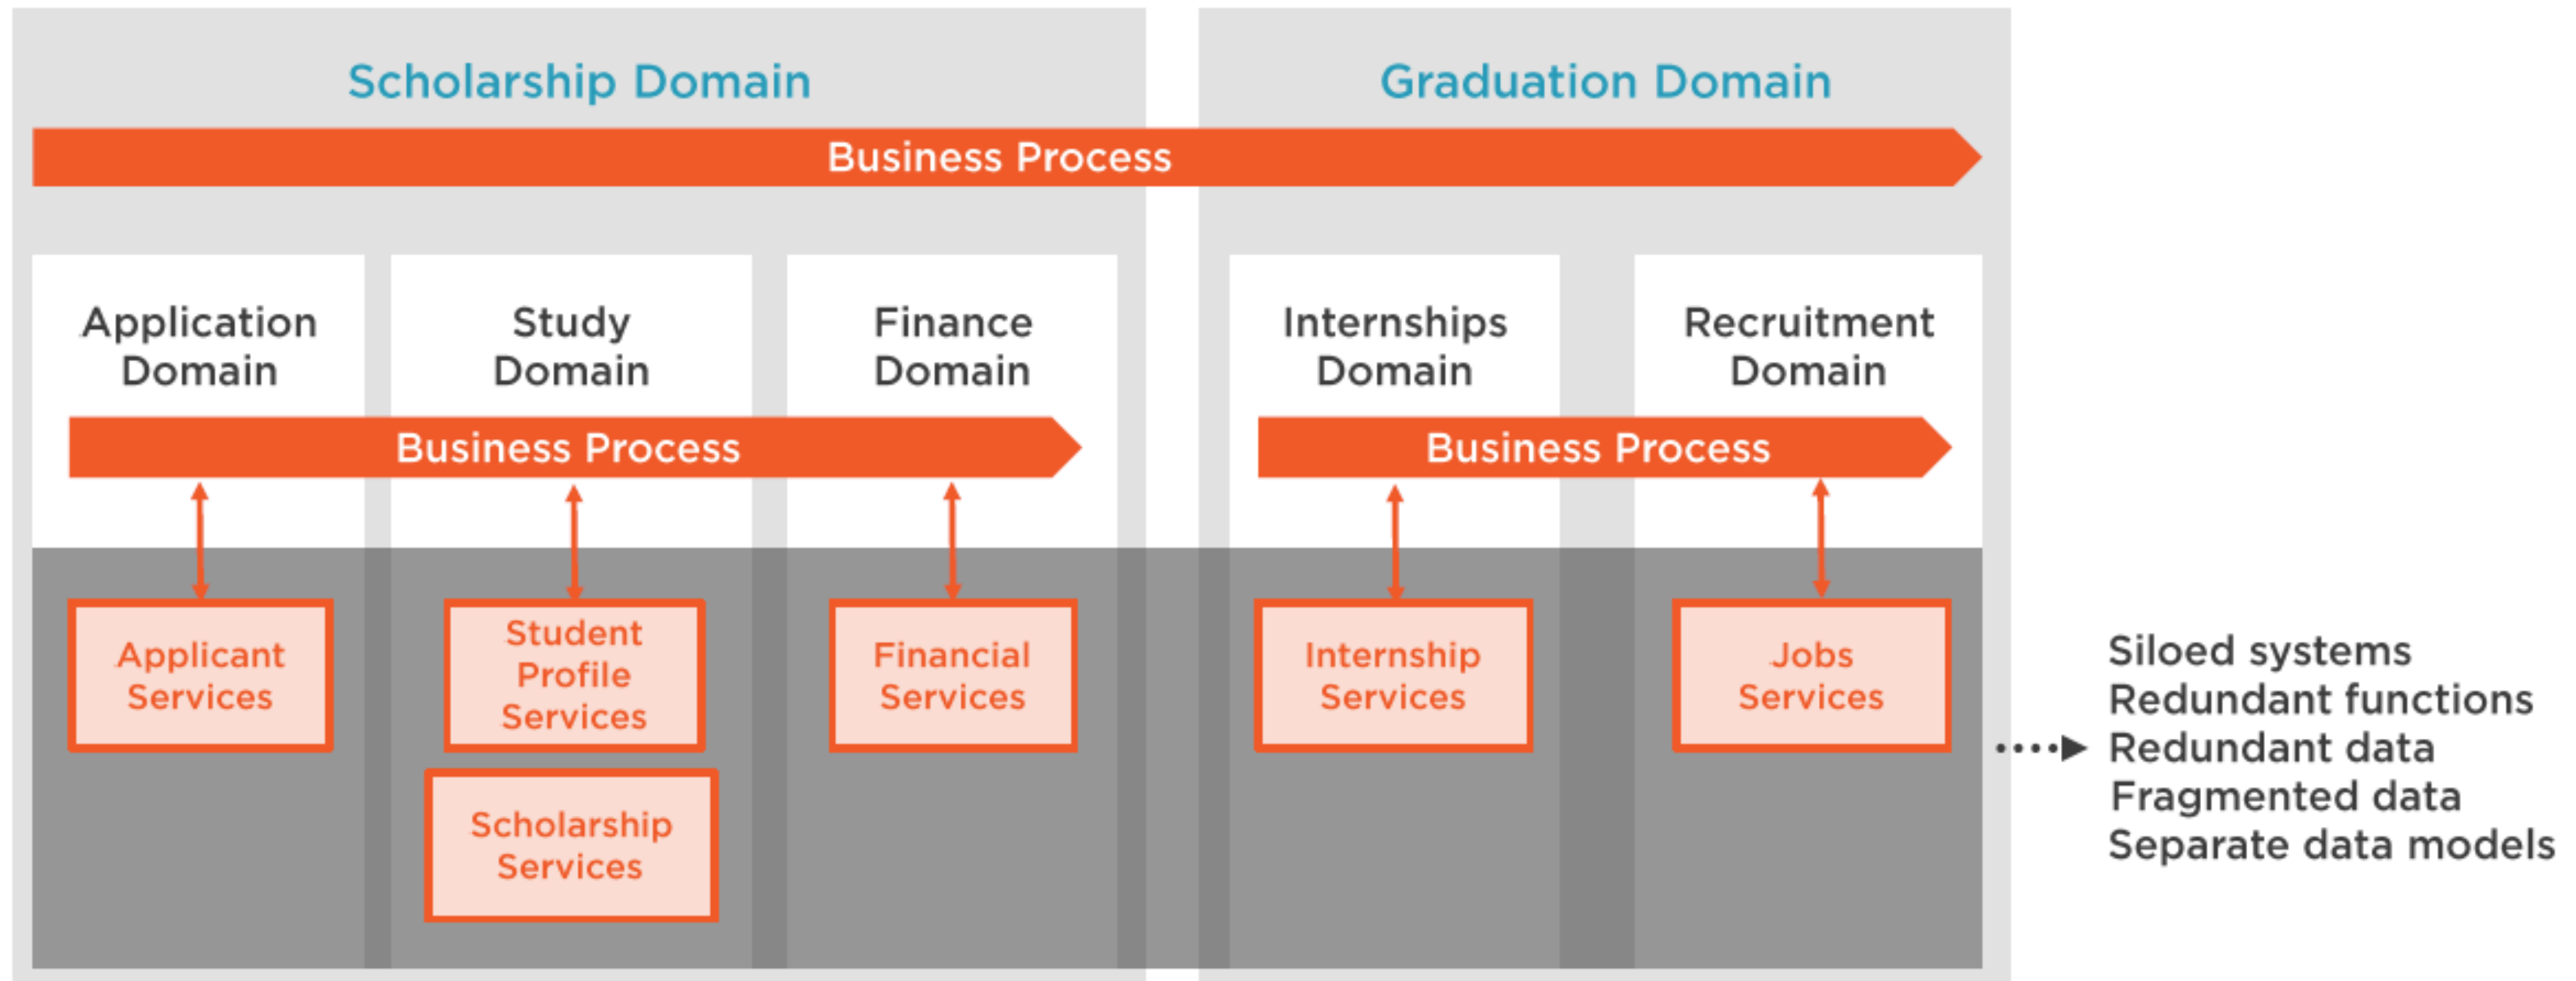 Scholarship Domain
Graduation Domain
Business Process
Application
Domain
Study
Domain
Finance
Domain
Internships
Domain
Recruitment
Domain
Business Process
Business Process
Applicant
Services
Student
Profile
Services
Financial
Services
Internship
Services
Jobs
Services
Scholarship
Services
Siloed systems
Redundant functions
Redundant data
Fragmented data
Separate data models